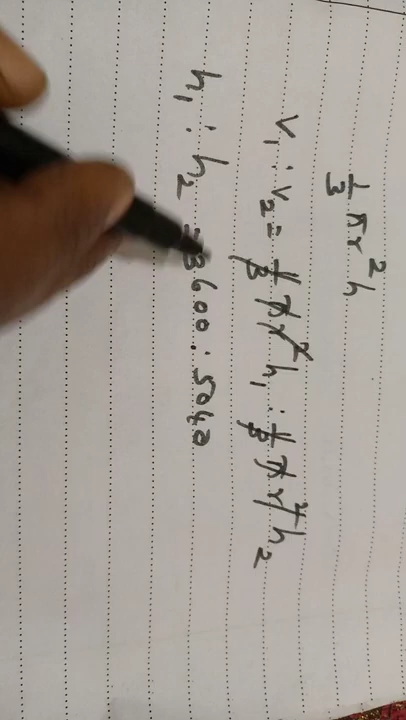 1/3 πr²h
V₁ : V₂ = 1/3 πr²h₁ : 1/3 πr²h₂
h₁ : h₂ = 3600 : 5040